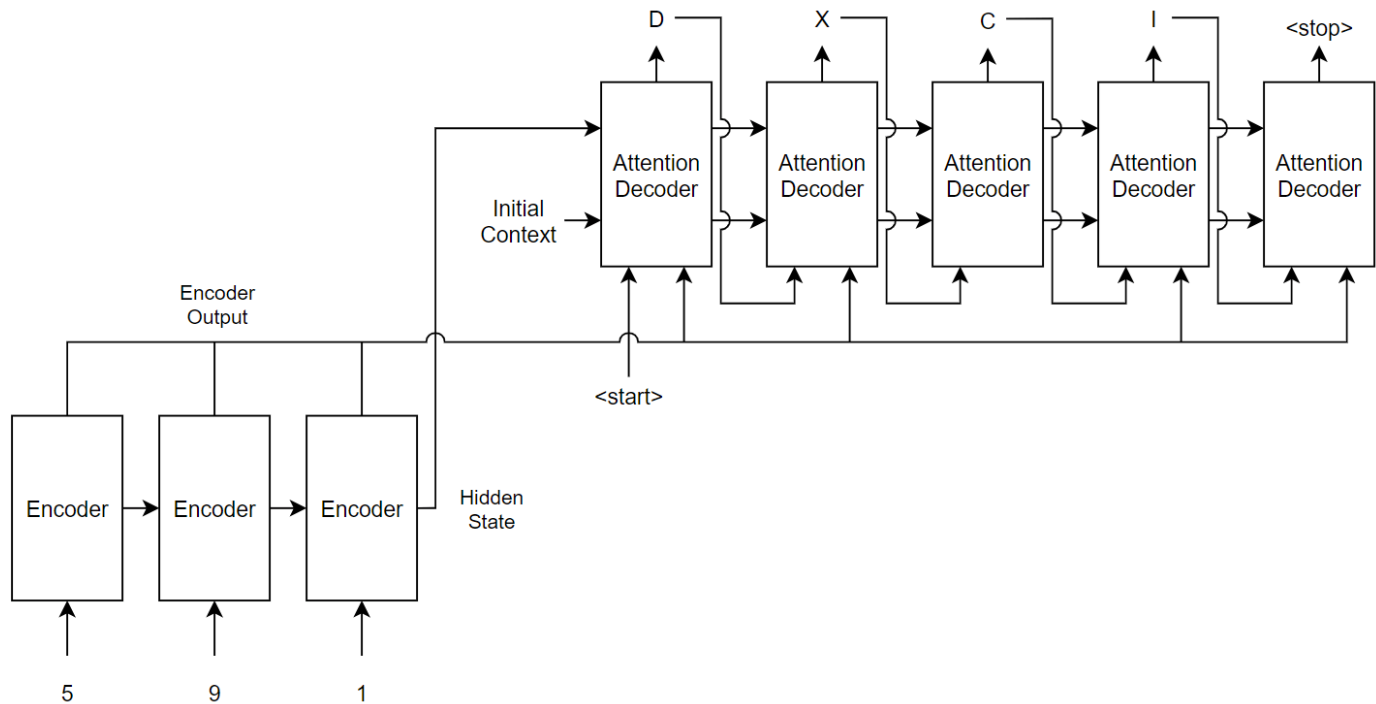 D
X
C
I
<stop>
Attention
Decoder
Attention
Decoder
Attention
Decoder
Attention
Decoder
Attention
Decoder
Initial
Context
Encoder
Output
<start>
Encoder
Encoder
Encoder
Hidden
State
5
9
1